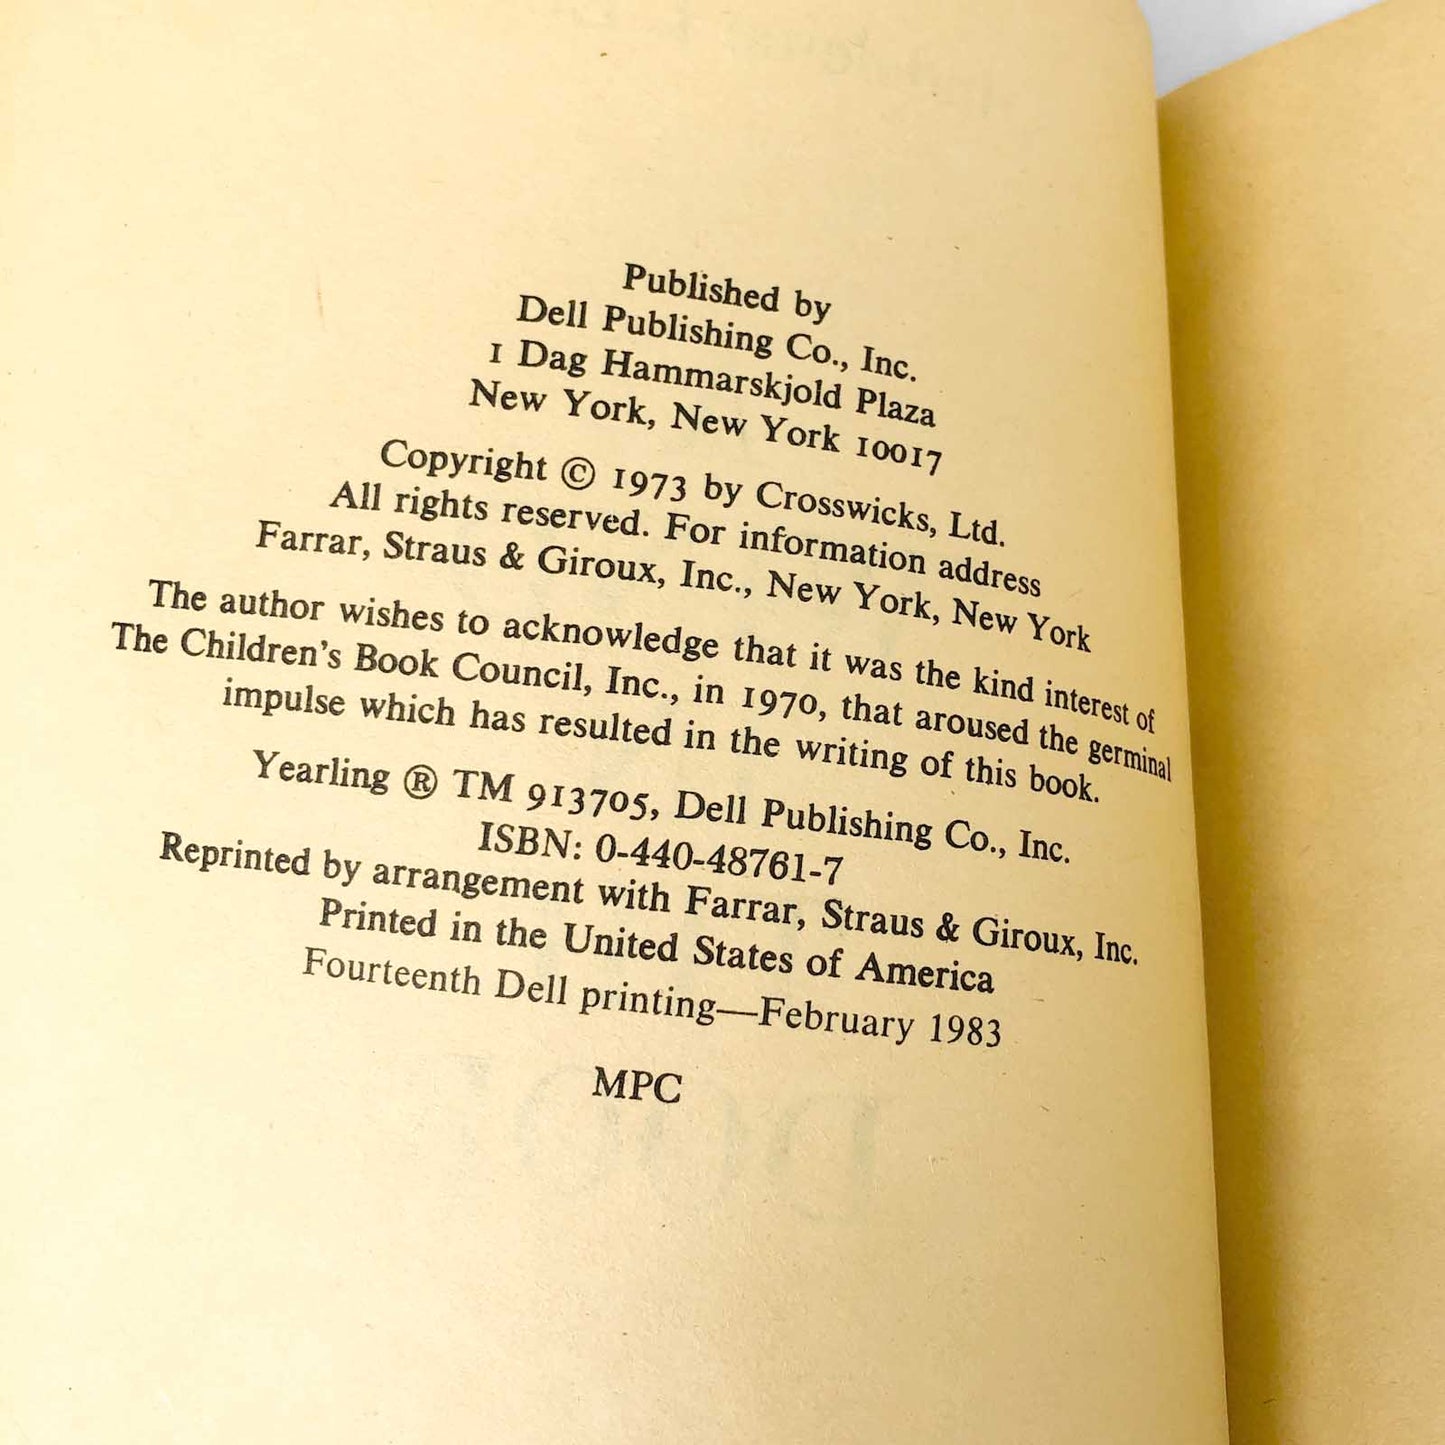 Published by
Dell Publishing Co., Inc.
1 Dag Hammarskjold Plaza
New York, New York 10017
Copyright © 1973 by Crosswicks, Ltd.
All rights reserved. For information address
Farrar, Straus & Giroux, Inc., New York, New York
The author wishes to acknowledge that it was the kind interest of
The Children's Book Council, Inc., in 1970, that aroused the germinal
impulse which has resulted in the writing of this book.
Yearling ® TM 913705, Dell Publishing Co., Inc.
ISBN: 0-440-48761-7
Reprinted by arrangement with Farrar, Straus & Giroux, Inc.
Printed in the United States of America
Fourteenth Dell printing—February 1983
MPC